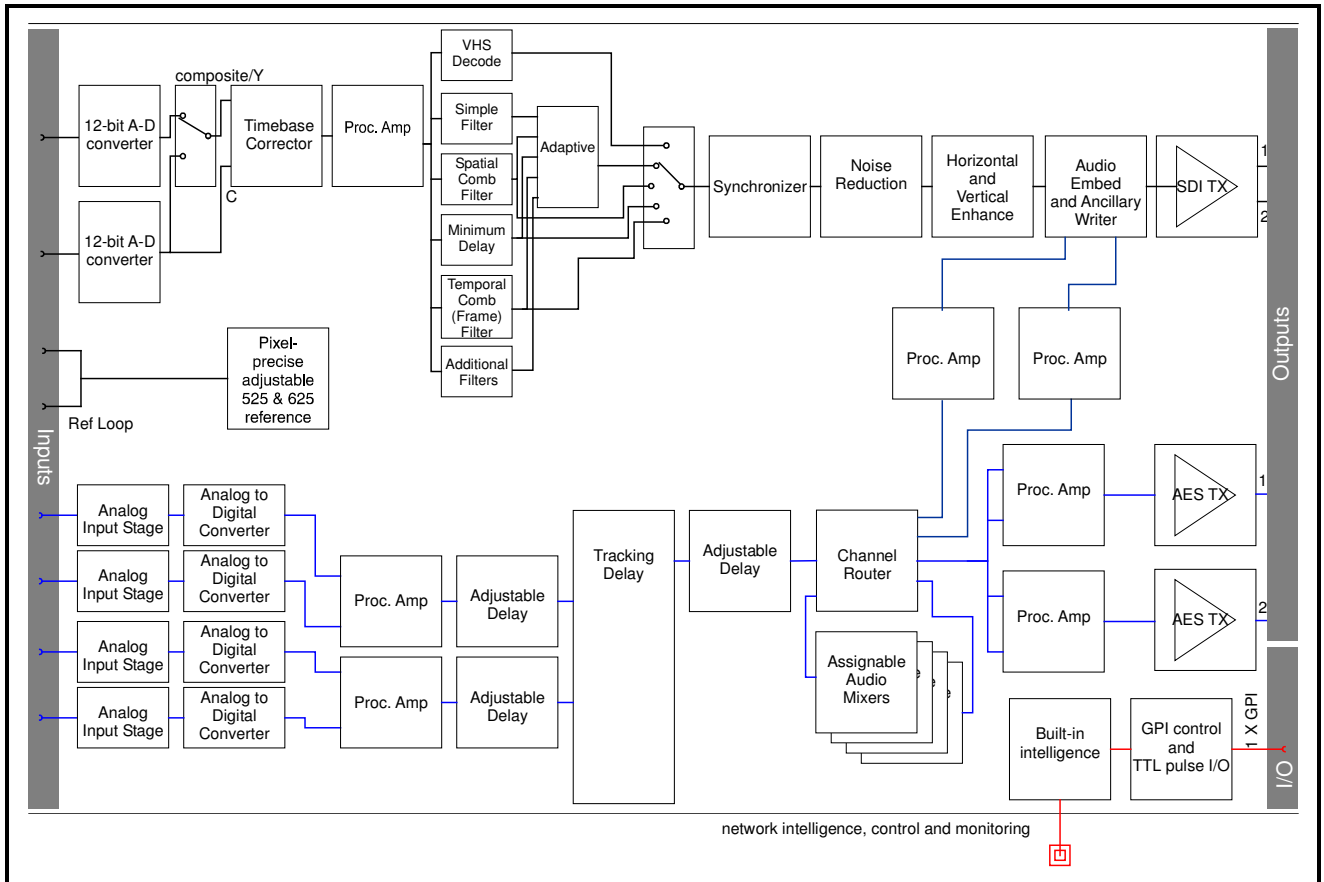 composite/Y
12-bit A-D
converter
12-bit A-D
converter
C
Timebase
Corrector
Proc. Amp
VHS
Decode
Simple
Filter
Spatial
Comb
Filter
Minimum
Delay
Temporal
Comb
(Frame)
Filter
Additional
Filters
Adaptive
Synchronizer
Noise
Reduction
Horizontal
and
Vertical
Enhance
Audio
Embed
and Ancillary
Writer
SDI TX
1
2
Pixel-
precise
adjustable
525 & 625
reference
Ref Loop
Proc. Amp
Proc. Amp
Inputs
Outputs
Analog
Input Stage
Analog to
Digital
Converter
Analog
Input Stage
Analog to
Digital
Converter
Analog
Input Stage
Analog to
Digital
Converter
Analog
Input Stage
Analog to
Digital
Converter
Proc. Amp
Adjustable
Delay
Proc. Amp
Adjustable
Delay
Tracking
Delay
Adjustable
Delay
Channel
Router
Assignable
Audio
Mixers
e
e
e
Proc. Amp
AES TX
1
Proc. Amp
AES TX
2
Built-in
intelligence
GPI control
and
TTL pulse I/O
1 X GPI
I/O
network intelligence, control and monitoring